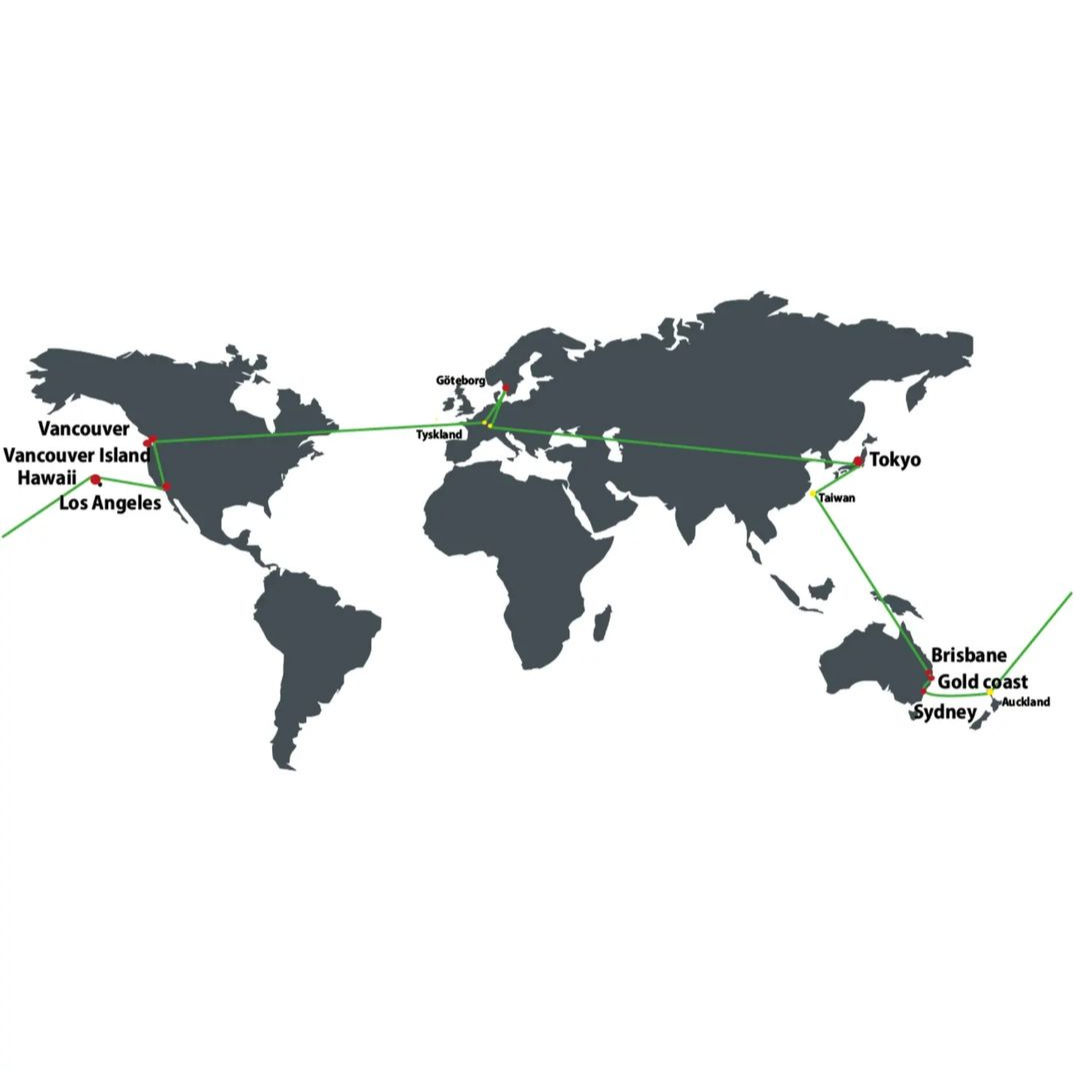 Göteborg
Vancouver
Tyskland
Vancouver Island
Tokyo
Hawaii
Taiwan
Los Angeles
Brisbane
Gold coast
Auckland
Sydney